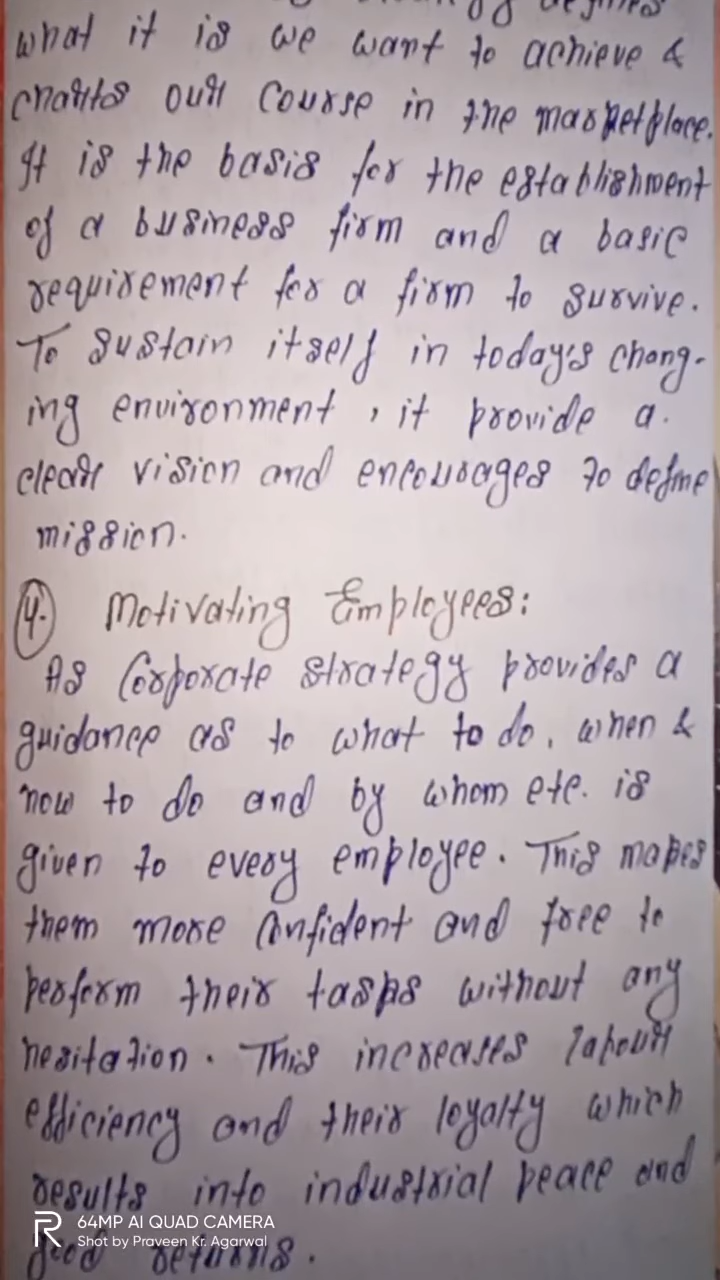 defines
what it is we want to achieve &
charts our course in the marketplace.
It is the basis for the establishment
of a business firm and a basic
requirement for a firm to survive.
To sustain itself in today's chang-
ing environment, it provide a
clear vision and encourages to define
mission.
4. Motivating Employees:
As Corporate strategy provides a
guidance as to what to do, when &
how to do and by whom etc. is
given to every employee. This makes
them more Confident and free to
perform their tasks without any
hesitation. This increases labour
efficiency and their loyalty which
results into industrial peace and
good returns.
64MP AI QUAD CAMERA
Shot by Praveen Kr. Agarwal